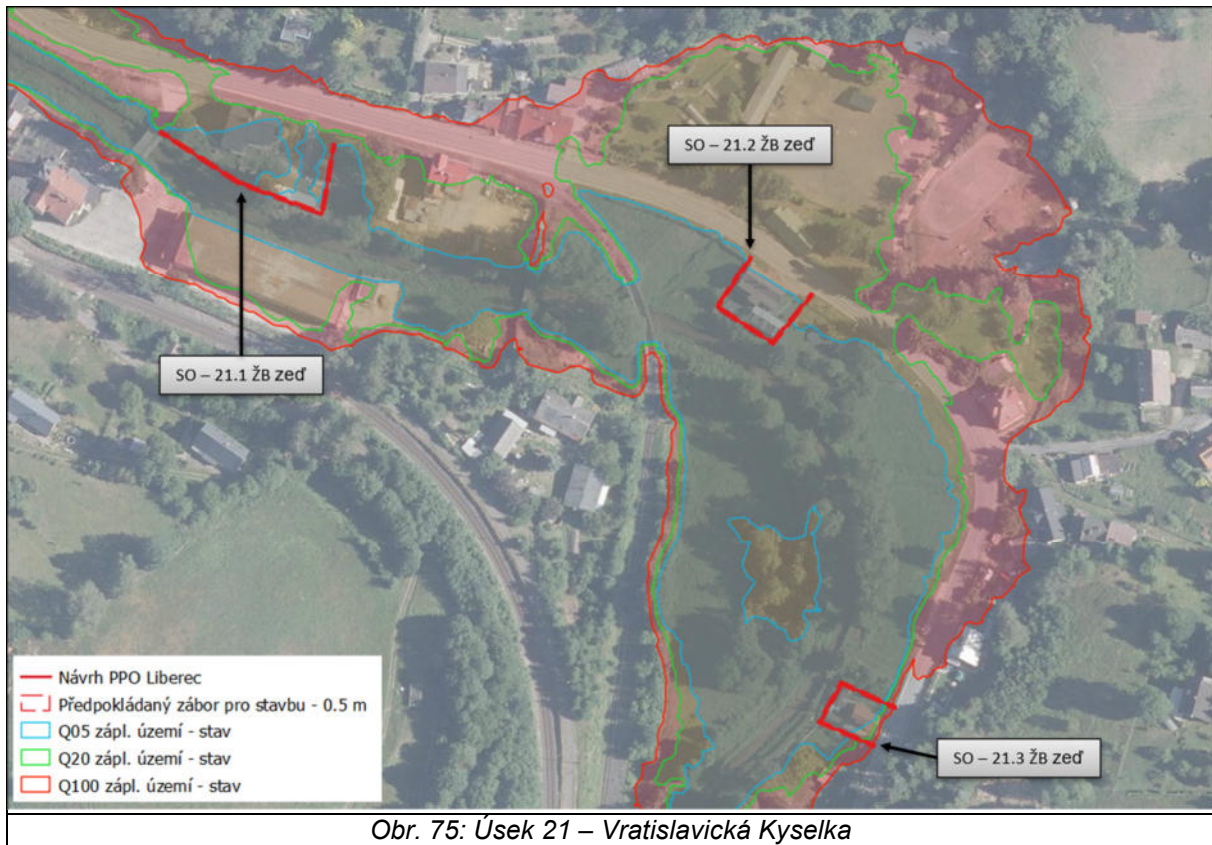 SO – 21.2 ŽB zeď
SO – 21.1 ŽB zeď
SO – 21.3 ŽB zeď
Návrh PPO Liberec
Předpokládaný zábor pro stavbu - 0.5 m
Q05 zápl. území - stav
Q20 zápl. území - stav
Q100 zápl. území - stav
Obr. 75: Úsek 21 – Vratislavická Kyselka